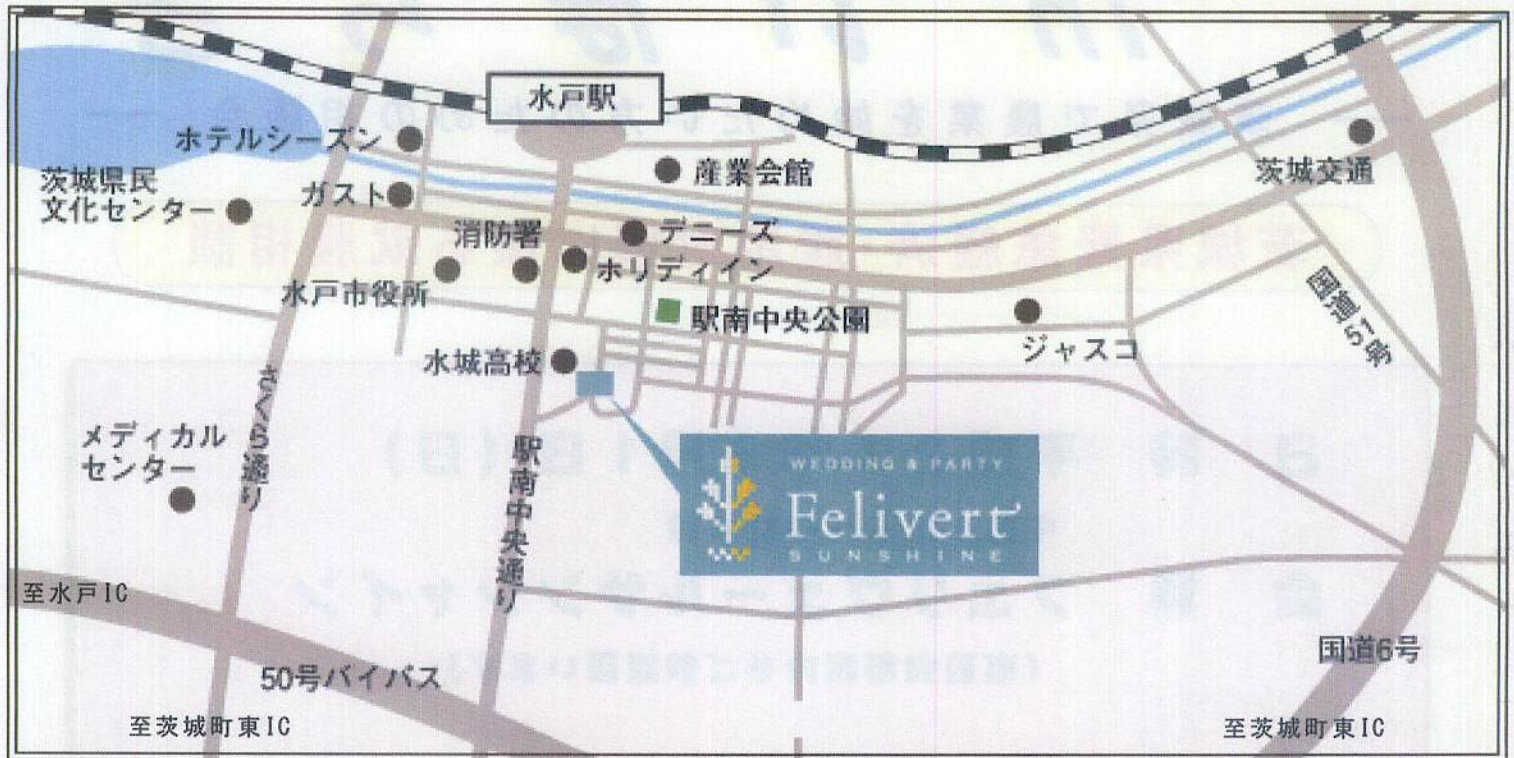 水戸駅
ホテルシーズン
産業会館
茨城交通
茨城県民
文化センター
ガスト
消防署
デニーズ
ホリディイン
水戸市役所
駅南中央公園
国道51号
ジャスコ
水城高校
さくら通り
メディカル
センター
駅南中央通り
WEDDING & PARTY
Felivert
SUNSHINE
至水戸IC
50号バイパス
国道6号
至茨城町東IC
至茨城町東IC